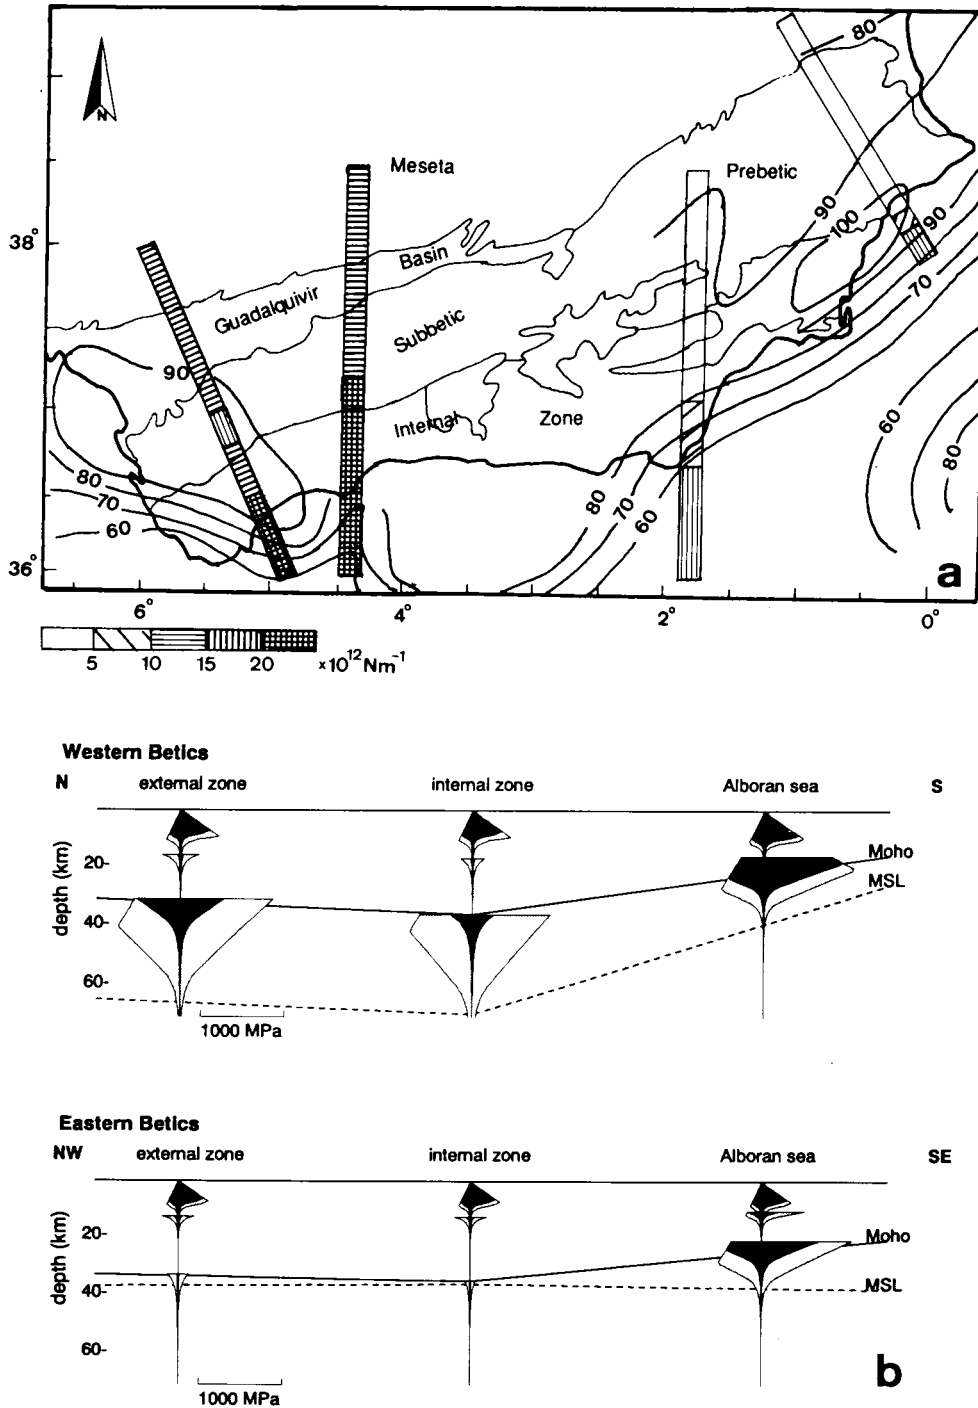 80
N
Meseta
Prebetic
90
100
90
38°
Basin
70
Guadalquivir
Subbetic
90
60
Internal
Zone
80
80
80
70
70
60
60
36°
a
6°
4°
2°
0°
5 10 15 20 ×10¹²Nm⁻¹
Western Betics
N external zone internal zone Alboran sea S
Moho
20-
MSL
depth (km)
40-
60-
1000 MPa
Eastern Betics
NW external zone internal zone Alboran sea SE
20-
Moho
depth (km)
40-
MSL
60-
b
1000 MPa